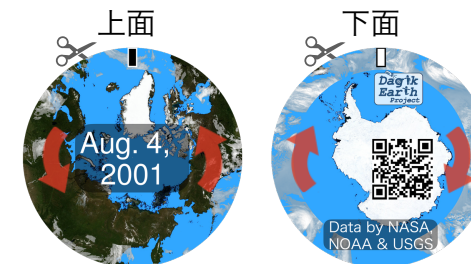 上面
下面
Aug. 4,
2001
Dagik
Earth
Project
Data by NASA,
NOAA & USGS